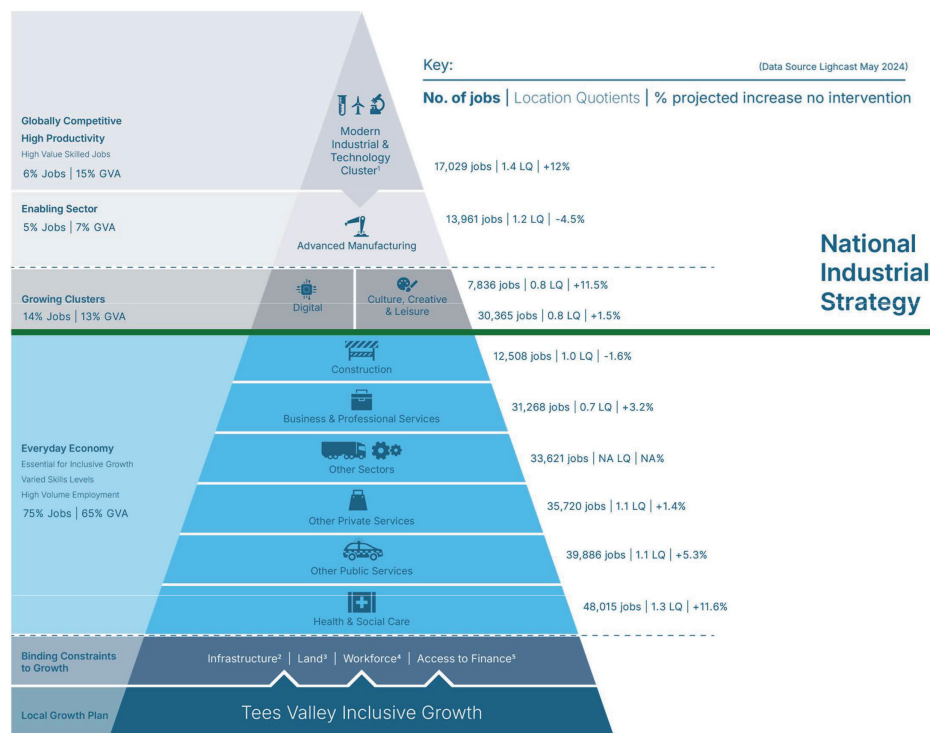 Key:
(Data Source Lighcast May 2024)
No. of jobs | Location Quotients | % projected increase no intervention
Globally Competitive
High Productivity
High Value Skilled Jobs
6% Jobs | 15% GVA
Modern
Industrial &
Technology
Cluster¹
17,029 jobs | 1.4 LQ | +12%
Enabling Sector
5% Jobs | 7% GVA
Advanced Manufacturing
13,961 jobs | 1.2 LQ | -4.5%
National
Industrial
Strategy
Growing Clusters
14% Jobs | 13% GVA
Digital
Culture, Creative
& Leisure
7,836 jobs | 0.8 LQ | +11.5%
30,365 jobs | 0.8 LQ | +1.5%
Everyday Economy
Essential for Inclusive Growth
Varied Skills Levels
High Volume Employment
75% Jobs | 65% GVA
Construction
12,508 jobs | 1.0 LQ | -1.6%
Business & Professional Services
31,268 jobs | 0.7 LQ | +3.2%
Other Sectors
33,621 jobs | NA LQ | NA%
Other Private Services
35,720 jobs | 1.1 LQ | +1.4%
Other Public Services
39,886 jobs | 1.1 LQ | +5.3%
Health & Social Care
48,015 jobs | 1.3 LQ | +11.6%
Binding Constraints
to Growth
Infrastructure² | Land³ | Workforce⁴ | Access to Finance⁵
Local Growth Plan
Tees Valley Inclusive Growth